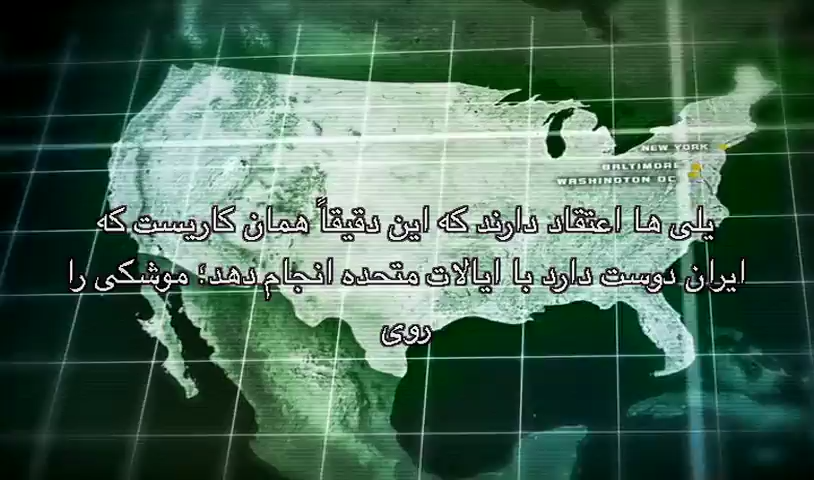 NEW YORK
BALTIMORE
WASHINGTON DC
یلی ها اعتقاد دارند که این دقیقاً همان کاریست که
ایران دوست دارد با ایالات متحده انجام دهد؛ موشکی را
روی